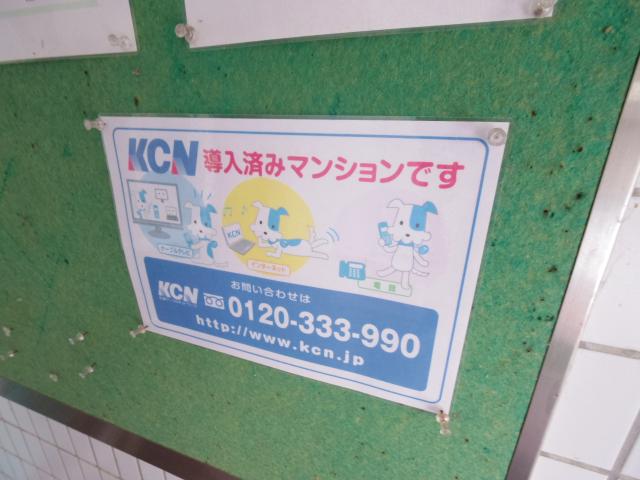 KCN 導入済みマンションです
KCN
ケーブルテレビ
インターネット
電話
お問い合わせは
KCN 0120-333-990
http://www.kcn.jp